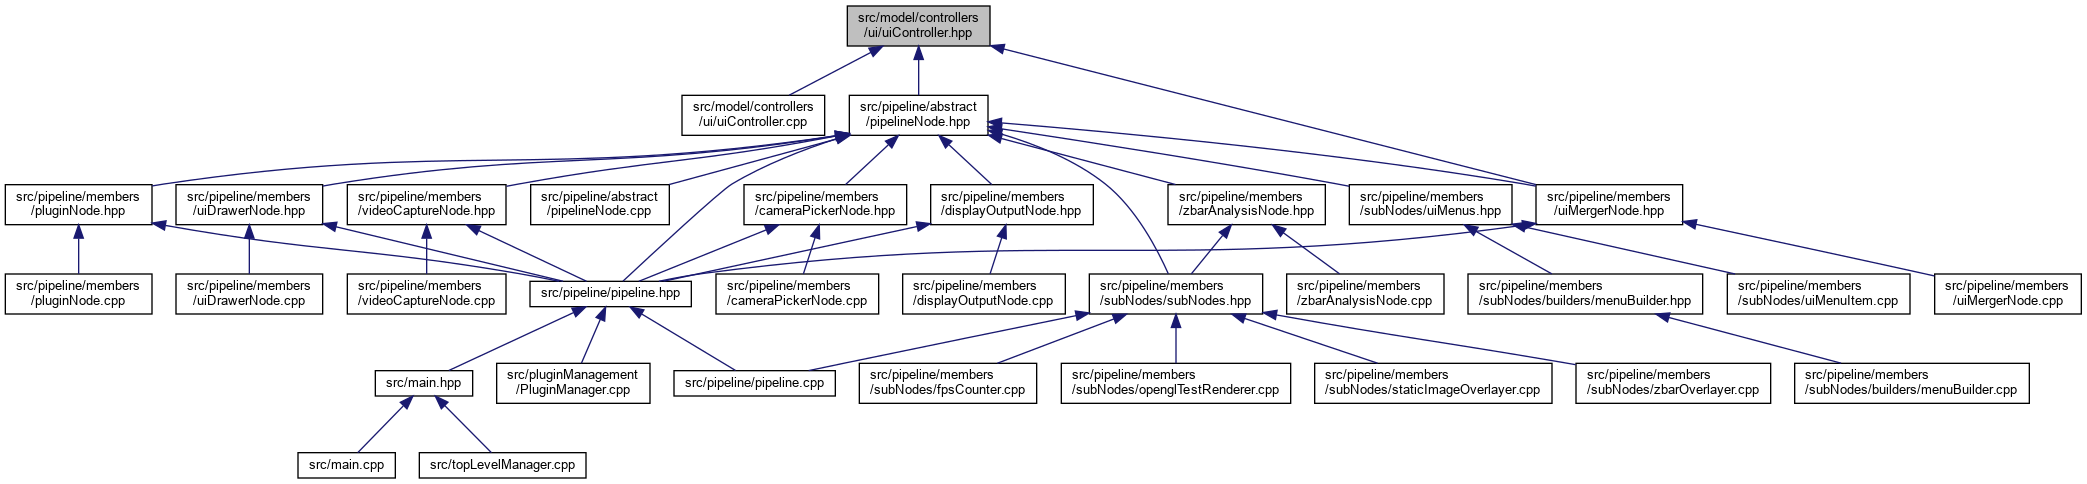 src/model/controllers
/ui/uiController.hpp
src/model/controllers
/ui/uiController.cpp
src/pipeline/abstract
/pipelineNode.hpp
src/pipeline/members
/pluginNode.hpp
src/pipeline/members
/uiDrawerNode.hpp
src/pipeline/members
/videoCaptureNode.hpp
src/pipeline/abstract
/pipelineNode.cpp
src/pipeline/members
/cameraPickerNode.hpp
src/pipeline/members
/displayOutputNode.hpp
src/pipeline/members
/zbarAnalysisNode.hpp
src/pipeline/members
/subNodes/uiMenus.hpp
src/pipeline/members
/uiMergerNode.hpp
src/pipeline/members
/pluginNode.cpp
src/pipeline/members
/uiDrawerNode.cpp
src/pipeline/members
/videoCaptureNode.cpp
src/pipeline/pipeline.hpp
src/pipeline/members
/cameraPickerNode.cpp
src/pipeline/members
/displayOutputNode.cpp
src/pipeline/members
/subNodes/subNodes.hpp
src/pipeline/members
/zbarAnalysisNode.cpp
src/pipeline/members
/subNodes/builders/menuBuilder.hpp
src/pipeline/members
/subNodes/uiMenuItem.cpp
src/pipeline/members
/uiMergerNode.cpp
src/main.hpp
src/pluginManagement
/PluginManager.cpp
src/pipeline/pipeline.cpp
src/pipeline/members
/subNodes/fpsCounter.cpp
src/pipeline/members
/subNodes/openglTestRenderer.cpp
src/pipeline/members
/subNodes/staticImageOverlayer.cpp
src/pipeline/members
/subNodes/zbarOverlayer.cpp
src/pipeline/members
/subNodes/builders/menuBuilder.cpp
src/main.cpp
src/topLevelManager.cpp